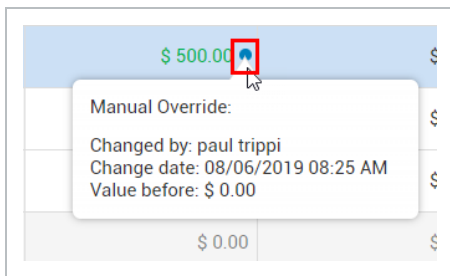 $ 500.00
$
Manual Override:
$
Changed by: paul trippi
Change date: 08/06/2019 08:25 AM
$
Value before: $ 0.00
$ 0.00
$